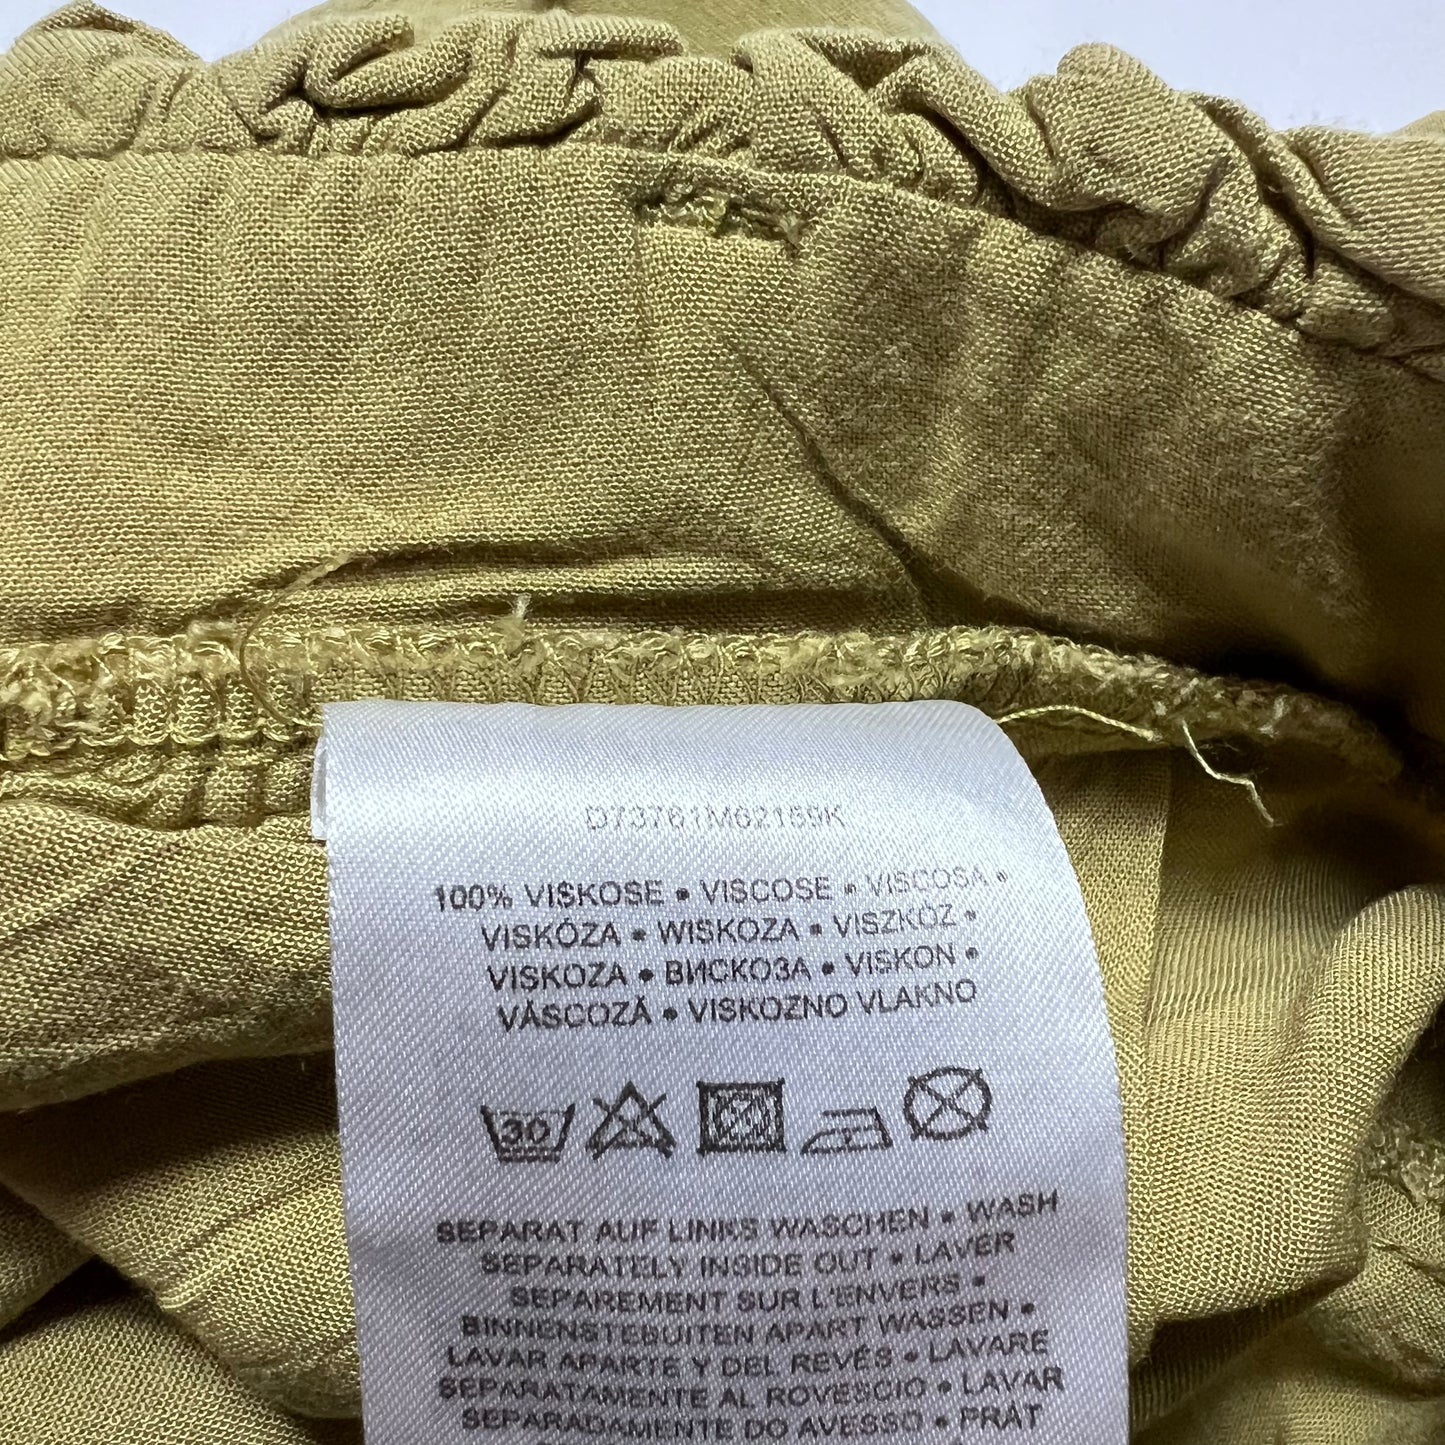 D73761M62159K
100% VISKOSE • VISCOSE • VISCOSA •
VISKÓZA • WISKOZA • VISZKÓZ •
VISKOZA • ВИСКОЗА • VISKON •
VÂSCOZĂ • VISKOZNO VLAKNO
30
SEPARAT AUF LINKS WASCHEN • WASH
SEPARATELY INSIDE OUT • LAVER
SEPAREMENT SUR L'ENVERS •
BINNENSTEBUITEN APART WASSEN •
LAVAR APARTE Y DEL REVÉS • LAVARE
SEPARATAMENTE AL ROVESCIO • LAVAR
SEPARADAMENTE DO AVESSO • PRÁT